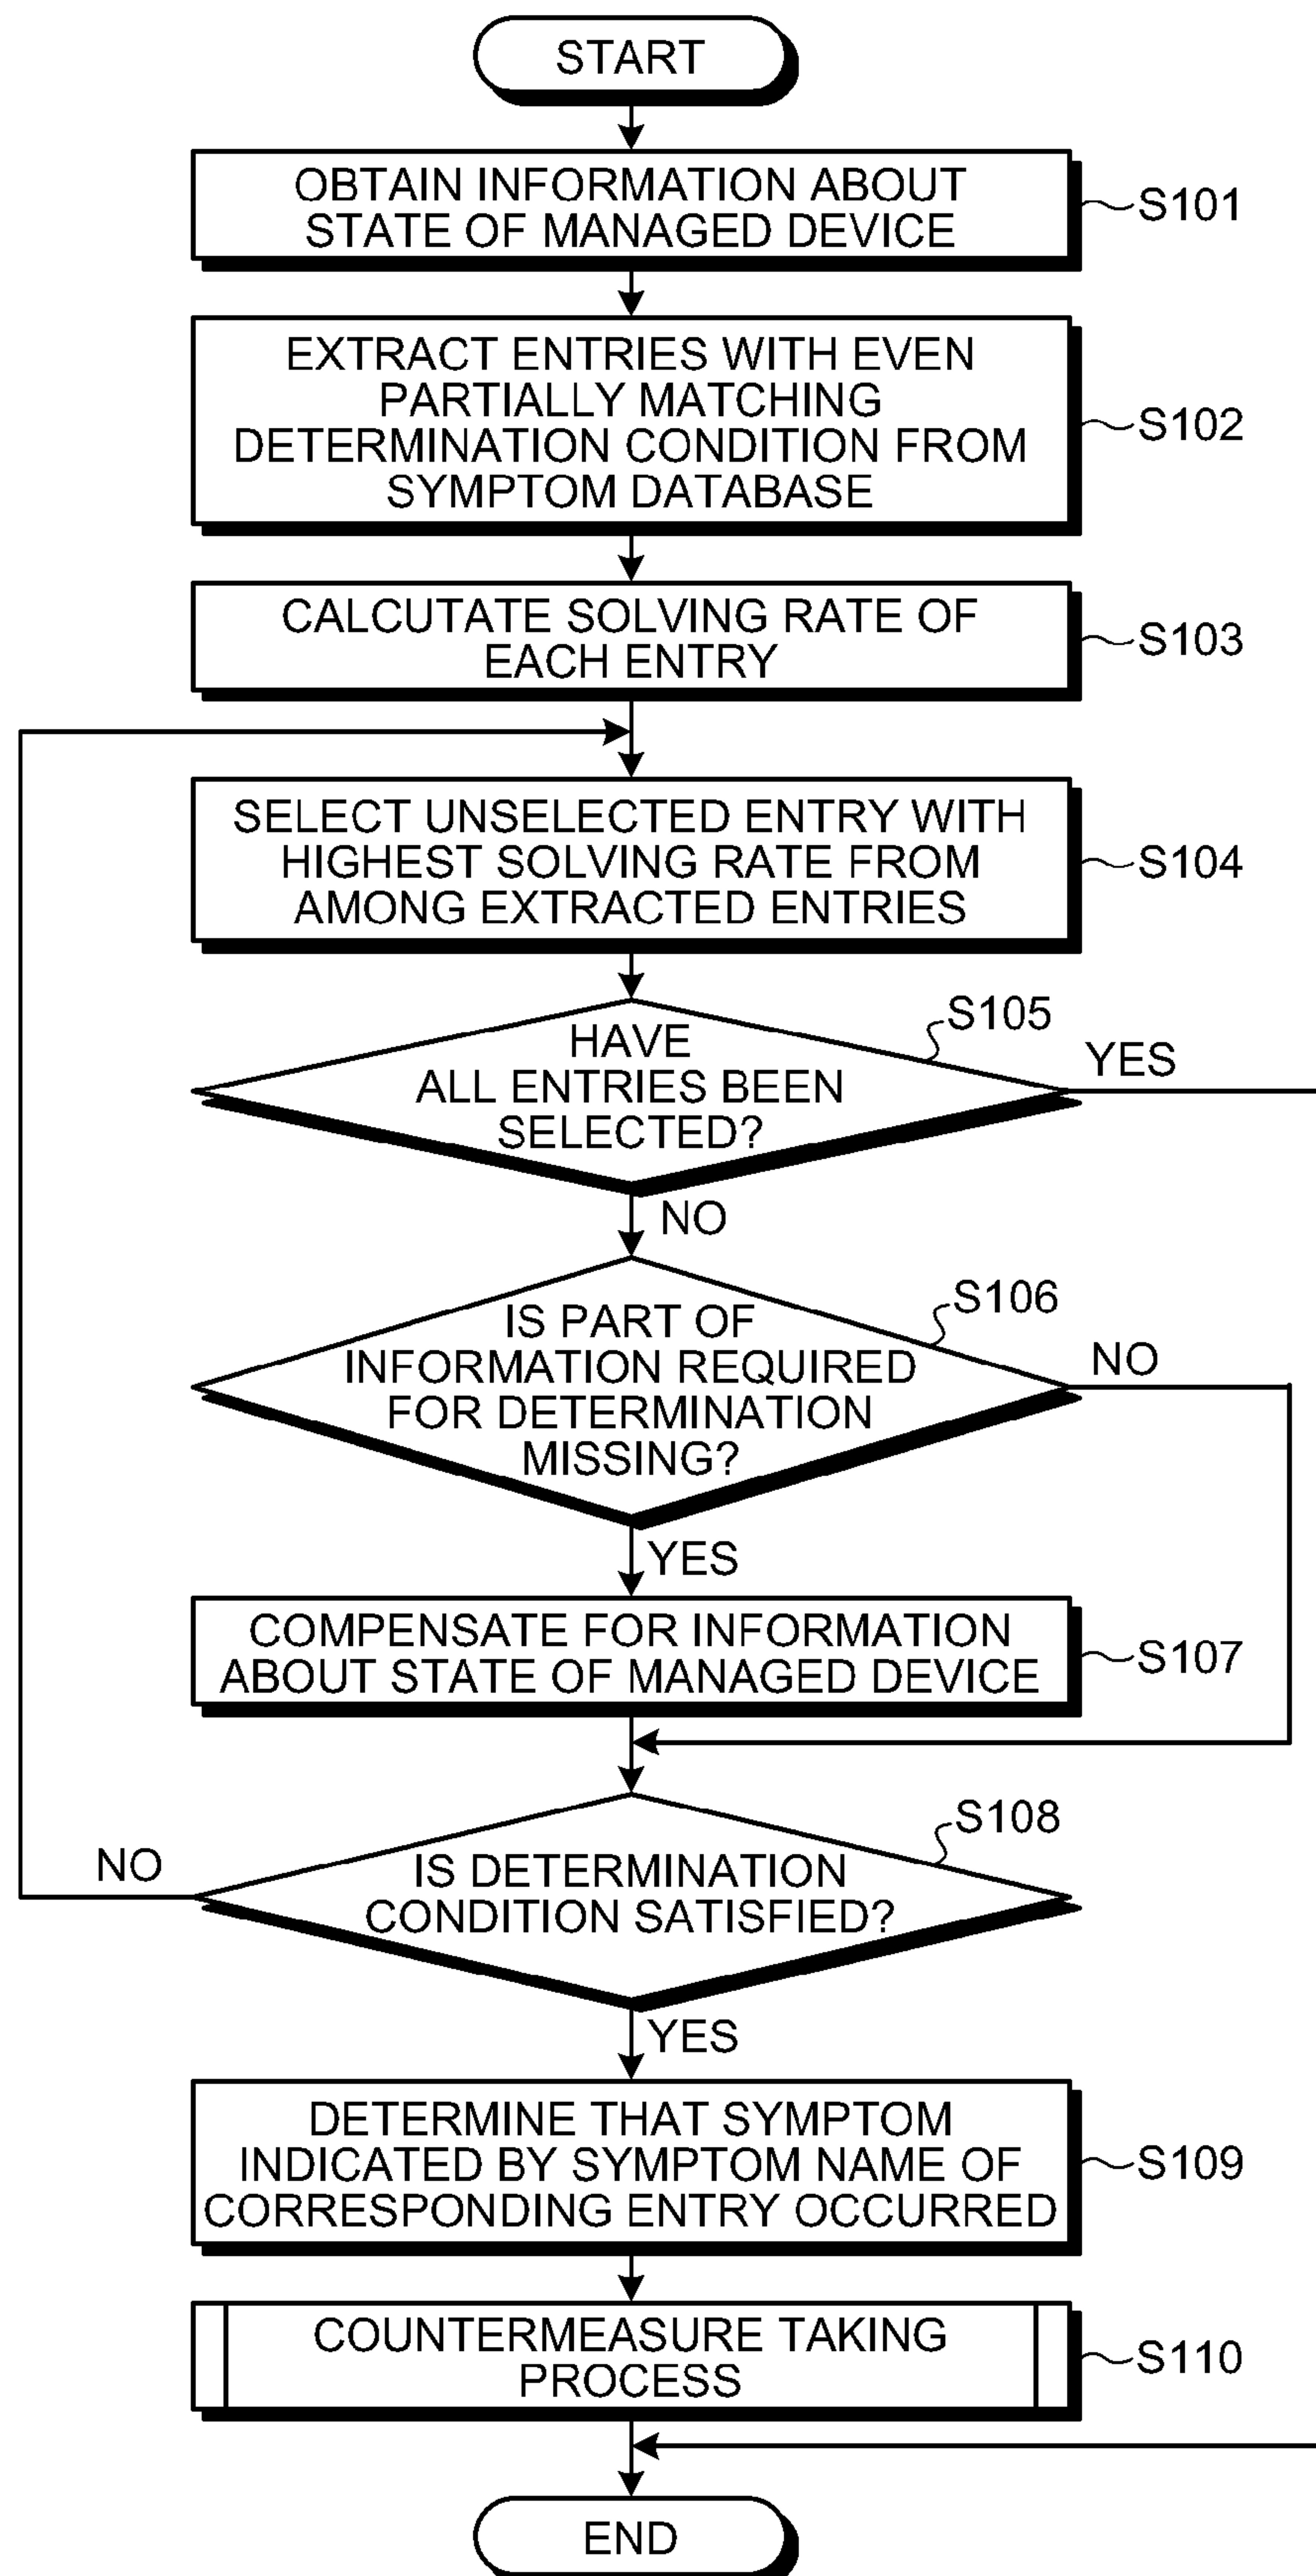 START
OBTAIN INFORMATION ABOUT
STATE OF MANAGED DEVICE
S101
EXTRACT ENTRIES WITH EVEN
PARTIALLY MATCHING
DETERMINATION CONDITION FROM
SYMPTOM DATABASE
S102
CALCUTATE SOLVING RATE OF
EACH ENTRY
S103
SELECT UNSELECTED ENTRY WITH
HIGHEST SOLVING RATE FROM
AMONG EXTRACTED ENTRIES
S104
S105
HAVE
ALL ENTRIES BEEN
SELECTED?
YES
NO
S106
IS PART OF
INFORMATION REQUIRED
FOR DETERMINATION
MISSING?
NO
YES
COMPENSATE FOR INFORMATION
ABOUT STATE OF MANAGED DEVICE
S107
S108
IS DETERMINATION
CONDITION SATISFIED?
NO
YES
DETERMINE THAT SYMPTOM
INDICATED BY SYMPTOM NAME OF
CORRESPONDING ENTRY OCCURRED
S109
COUNTERMEASURE TAKING
PROCESS
S110
END